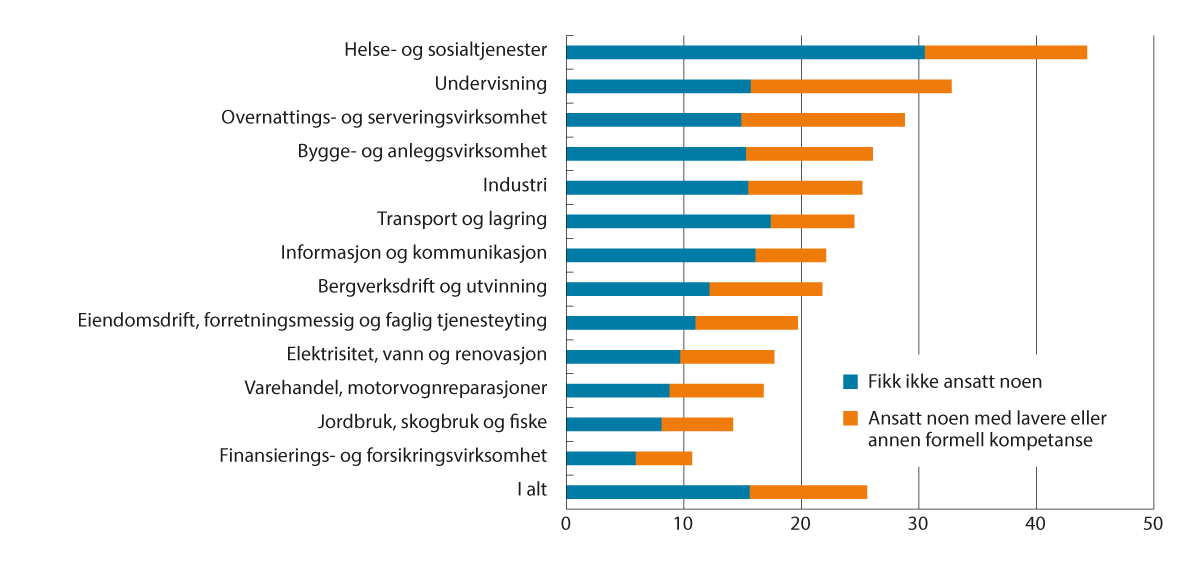 Helse- og sosialtjenester
Undervisning
Overnattings- og serveringsvirksomhet
Bygge- og anleggsvirksomhet
Industri
Transport og lagring
Informasjon og kommunikasjon
Bergverksdrift og utvinning
Eiendomsdrift, forretningsmessig og faglig tjenesteyting
Elektrisitet, vann og renovasjon
Varehandel, motorvognreparasjoner
Jordbruk, skogbruk og fiske
Finansierings- og forsikringsvirksomhet
I alt
Fikk ikke ansatt noen
Ansatt noen med lavere eller
annen formell kompetanse
0 10 20 30 40 50